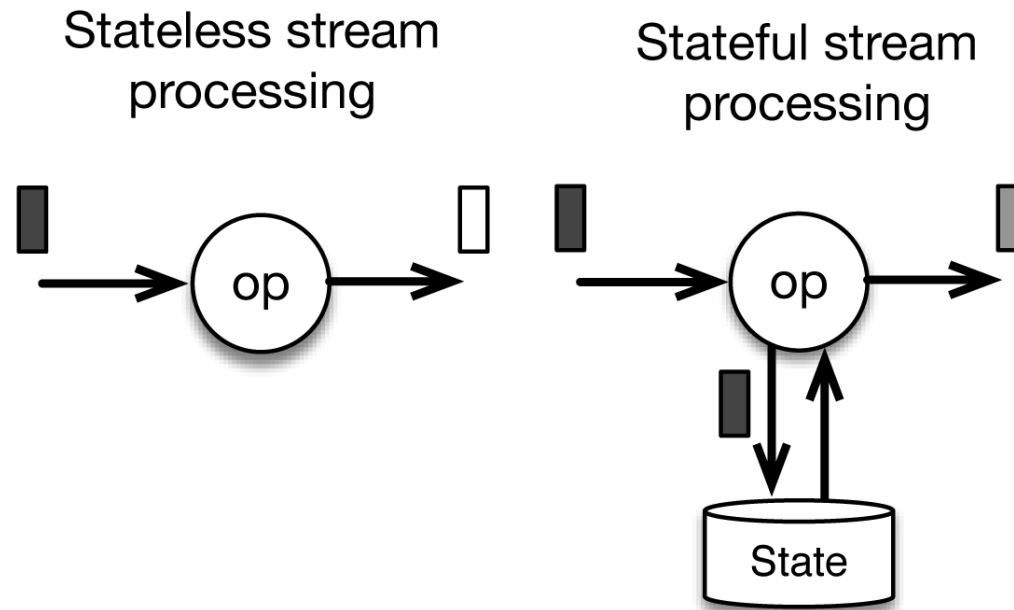 Stateless stream
processing
Stateful stream
processing
op
op
State